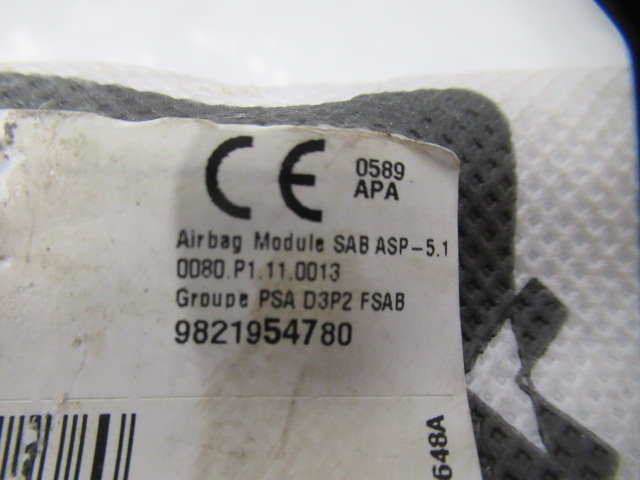 CE 0589
APA
Airbag Module SAB ASP-5.1
0080.P1.11.0013
Groupe PSA D3P2 FSAB
9821954780
648A